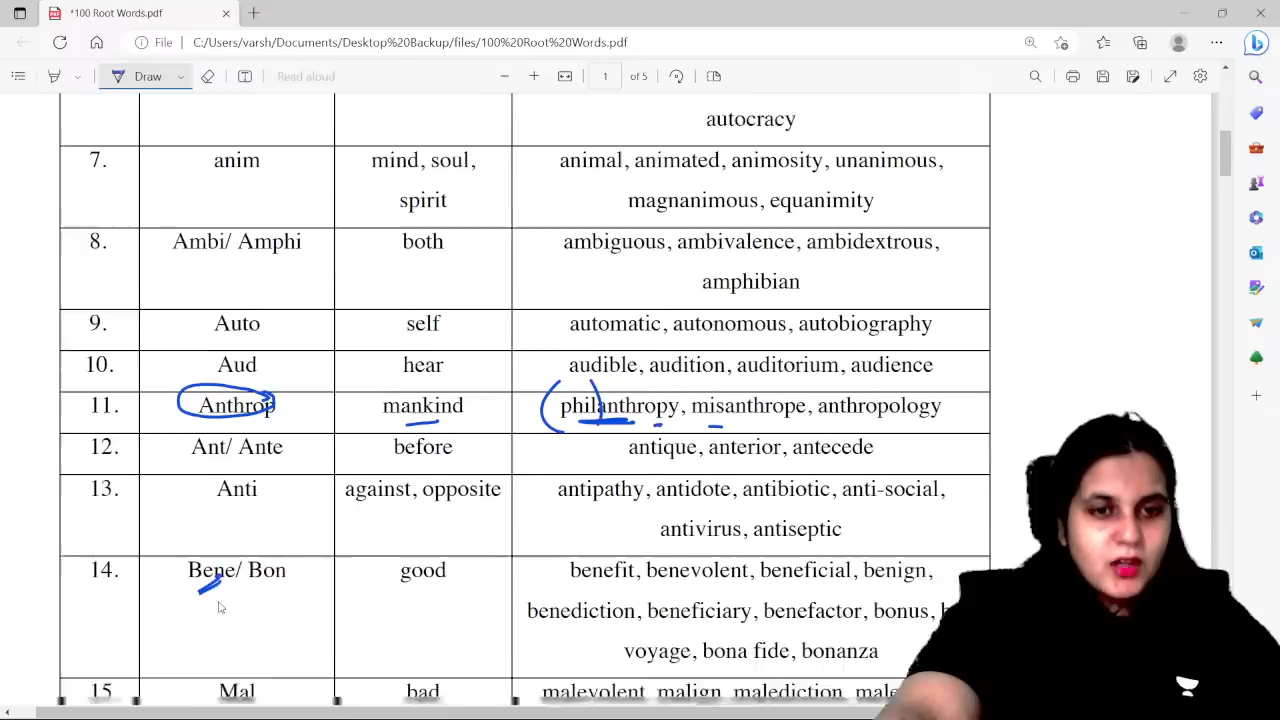 *100 Root Words.pdf
File C:/Users/varsh/Documents/Desktop%20Backup/files/100%20Root%20Words.pdf
Draw Read aloud 1 of 5
autocracy
7. anim mind, soul, animal, animated, animosity, unanimous,
spirit magnanimous, equanimity
8. Ambi/ Amphi both ambiguous, ambivalence, ambidextrous,
amphibian
9. Auto self automatic, autonomous, autobiography
10. Aud hear audible, audition, auditorium, audience
11. Anthrop mankind philanthropy, misanthrope, anthropology
12. Ant/ Ante before antique, anterior, antecede
13. Anti against, opposite antipathy, antidote, antibiotic, anti-social,
antivirus, antiseptic
14. Bene/ Bon good benefit, benevolent, beneficial, benign,
benediction, beneficiary, benefactor, bonus,
voyage, bona fide, bonanza
15 Mal bad malevolent malign malediction